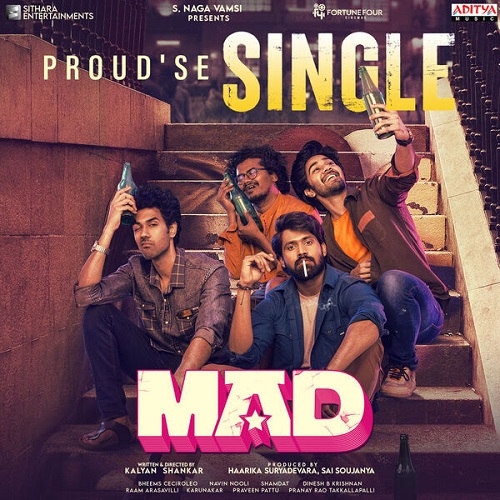 SITHARA
ENTERTAINMENTS
S. NAGA VAMSI
PRESENTS
FORTUNE FOUR
CINEMAS
ADITYA
MUSIC
PROUD'SE SINGLE
MAD
WRITTEN & DIRECTED BY
KALYAN SHANKAR
PRODUCED BY
HAARIKA SURYADEVARA, SAI SOUJANYA
BHEEMS CECIROLEO NAVIN NOOLI SHAMDAT DINESH B KRISHNAN
RAAM ARASAVILLI KARUNAKAR PRAVEEN PATTU PRANAY RAO TAKKALLAPALLI